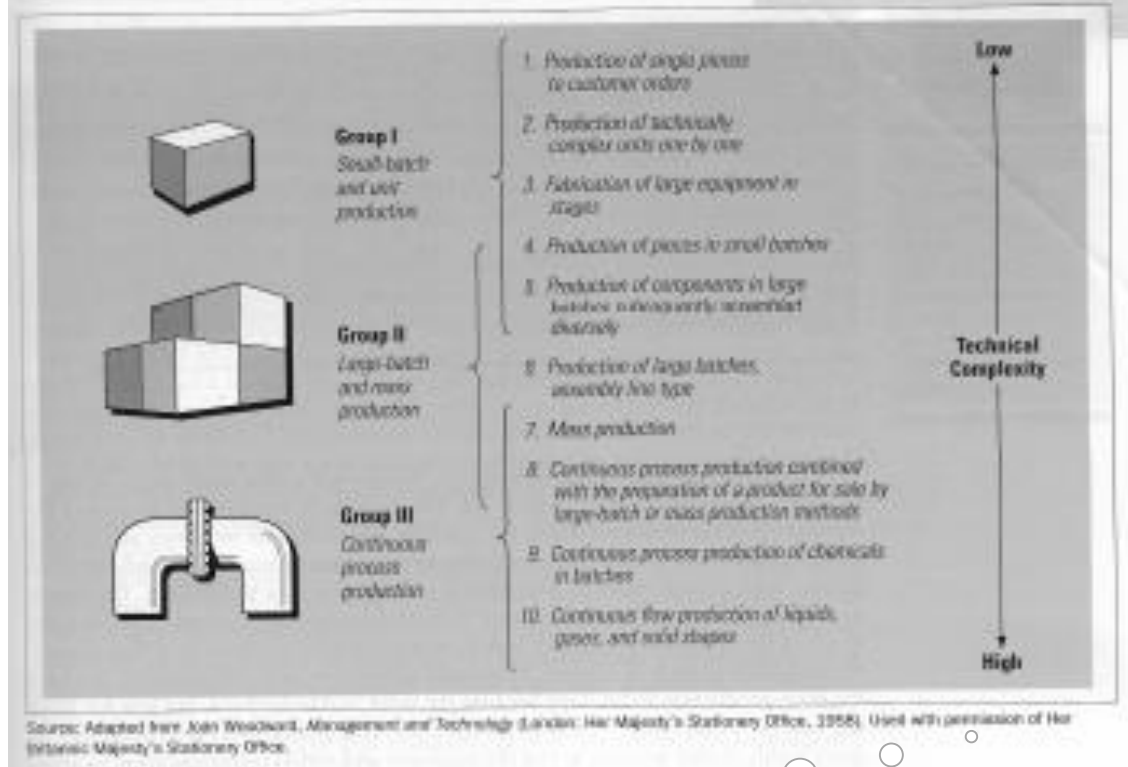 Low
1. Production of single pieces
to customer orders
2. Production of technically
complex units one by one
Group I
Small-batch
and unit
production
3. Fabrication of large equipment in
stages
4. Production of pieces in small batches
5. Production of components in large
batches subsequently assembled
diversely
Group II
Large-batch
and mass
production
6. Production of large batches,
assembly line type
Technical
Complexity
7. Mass production
8. Continuous process production combined
with the preparation of a product for sale by
large-batch or mass production methods
Group III
Continuous
process
production
9. Continuous process production of chemicals
in batches
10. Continuous flow production of liquids,
gases, and solid shapes
High
Source: Adapted from Joan Woodward, Management and Technology (London: Her Majesty's Stationery Office, 1958). Used with permission of Her
Britannic Majesty's Stationery Office.